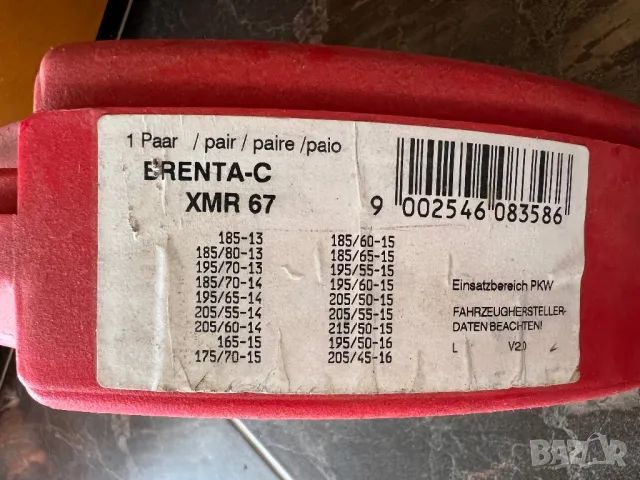 1 Paar / pair / paire / paio
BRENTA-C
XMR 67
9 002546 083586
185-13
185/80-13
195/70-13
185/70-14
195/65-14
205/55-14
205/60-14
165-15
175/70-15
185/60-15
185/65-15
195/55-15
195/60-15
205/50-15
205/55-15
215/50-15
195/50-16
205/45-16
Einsatzbereich PKW
FAHRZEUGHERSTELLER-
DATEN BEACHTEN!
L V2.0
BAZAR